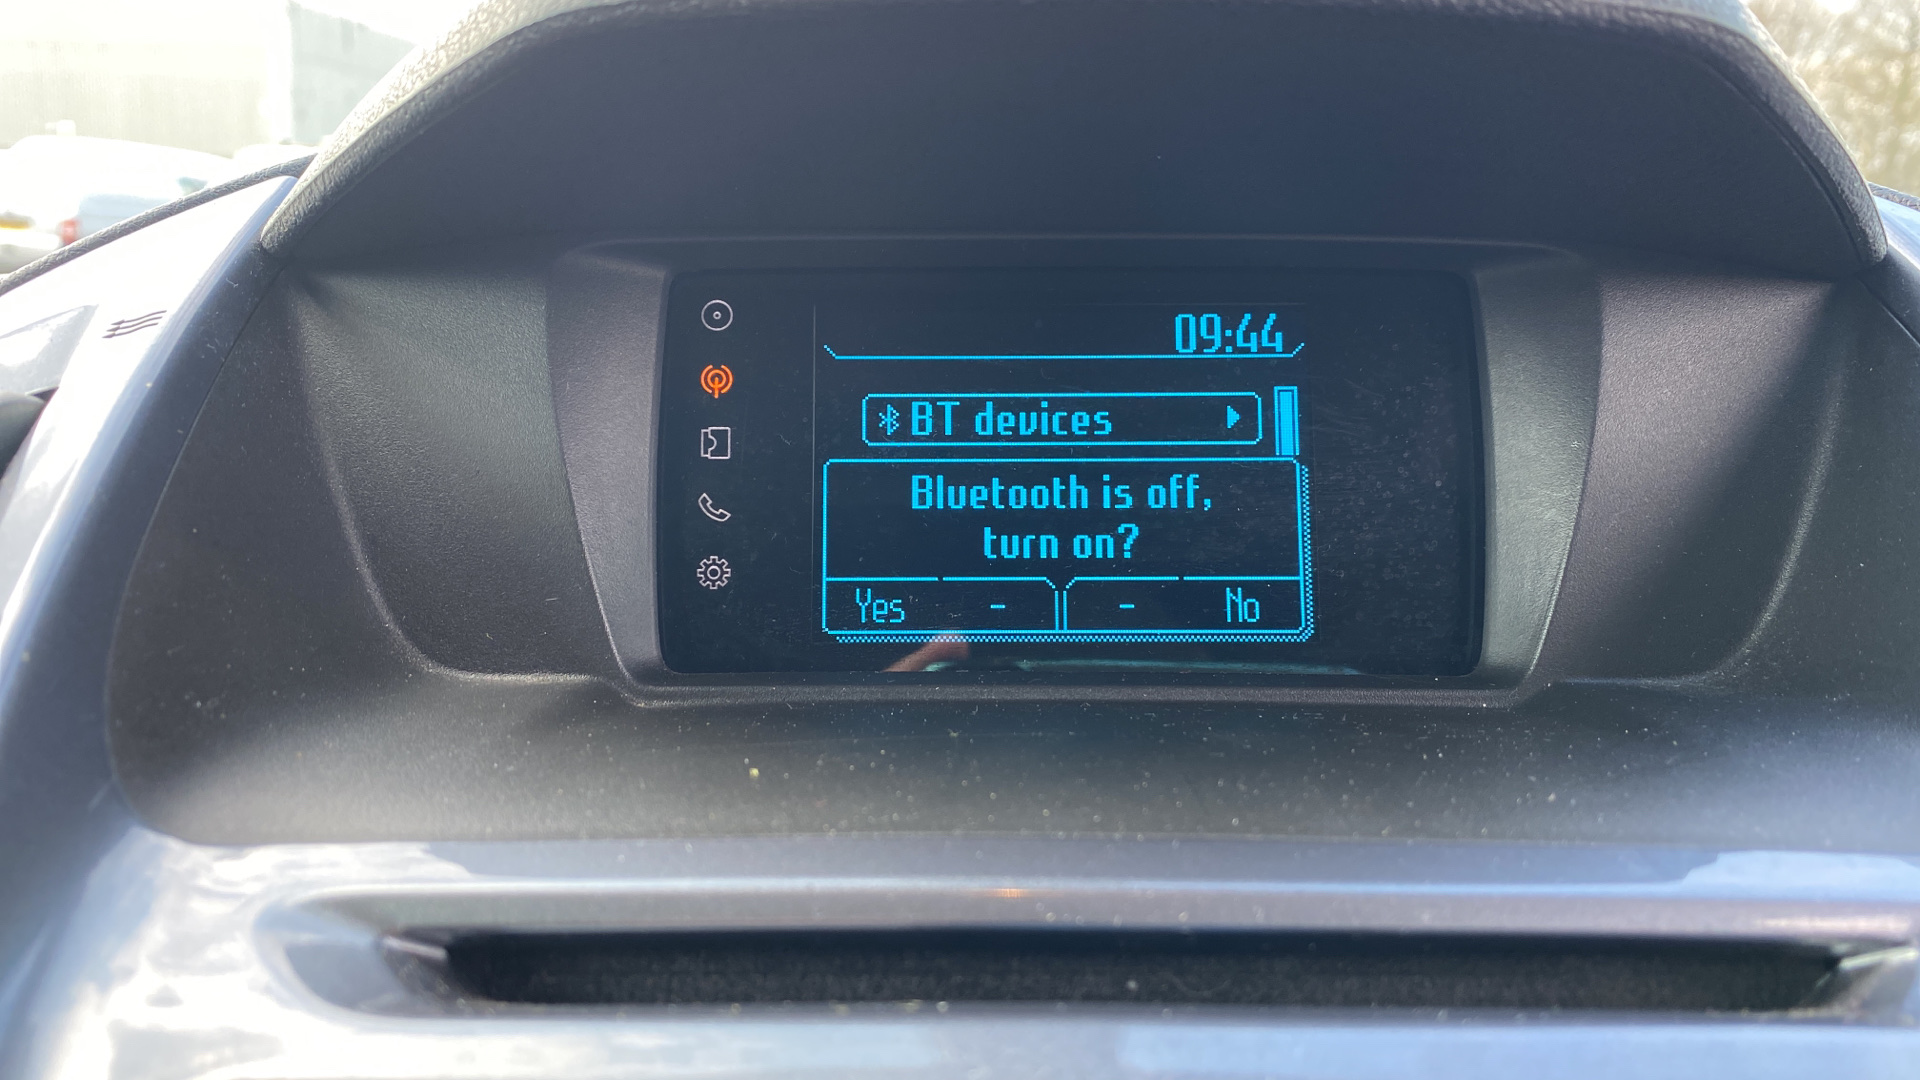 09:44
BT devices
Bluetooth is off,
turn on?
Yes - - No